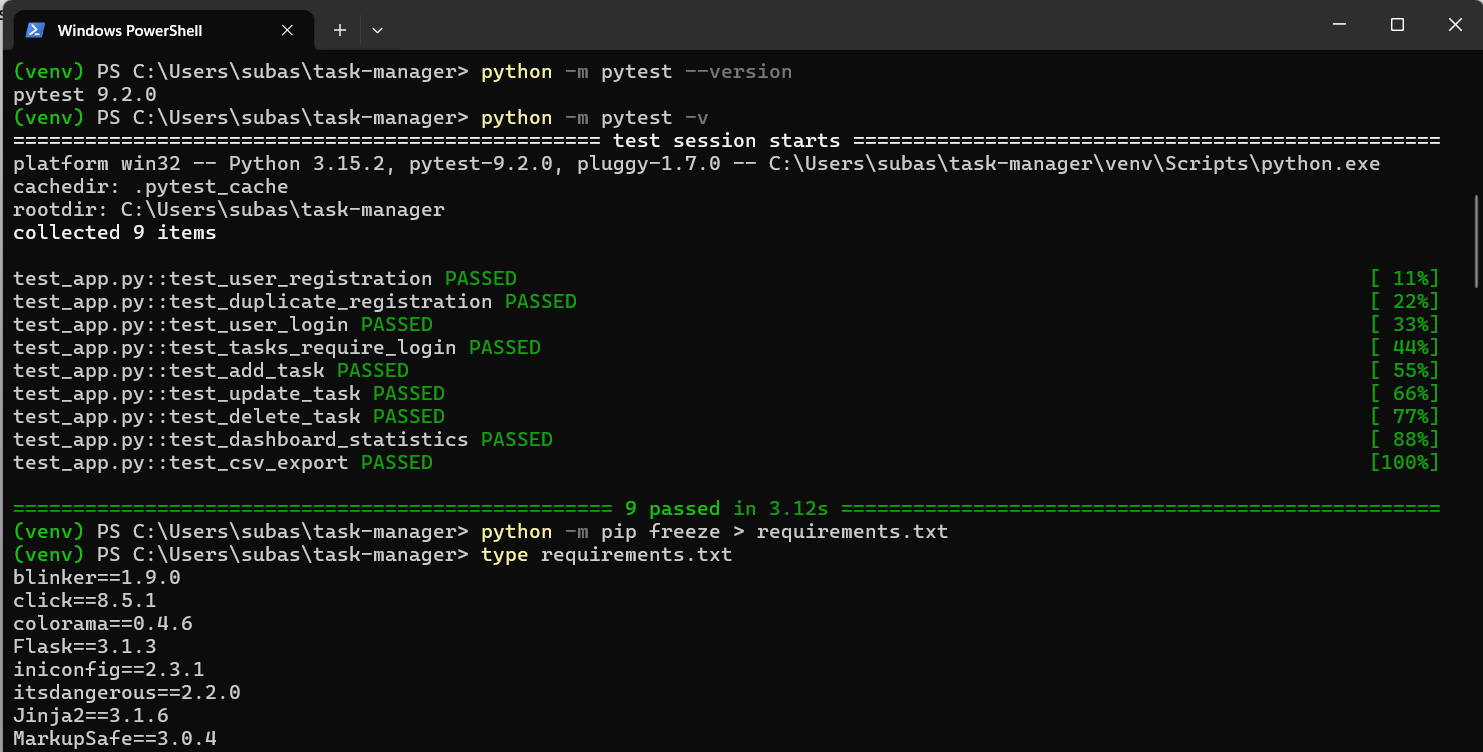 Windows PowerShell
(venv) PS C:\Users\subas\task-manager> python -m pytest --version
pytest 9.2.0
(venv) PS C:\Users\subas\task-manager> python -m pytest -v
================================================= test session starts =================================================
platform win32 -- Python 3.15.2, pytest-9.2.0, pluggy-1.7.0 -- C:\Users\subas\task-manager\venv\Scripts\python.exe
cachedir: .pytest_cache
rootdir: C:\Users\subas\task-manager
collected 9 items
test_app.py::test_user_registration PASSED [ 11%]
test_app.py::test_duplicate_registration PASSED [ 22%]
test_app.py::test_user_login PASSED [ 33%]
test_app.py::test_tasks_require_login PASSED [ 44%]
test_app.py::test_add_task PASSED [ 55%]
test_app.py::test_update_task PASSED [ 66%]
test_app.py::test_delete_task PASSED [ 77%]
test_app.py::test_dashboard_statistics PASSED [ 88%]
test_app.py::test_csv_export PASSED [100%]
================================================== 9 passed in 3.12s ==================================================
(venv) PS C:\Users\subas\task-manager> python -m pip freeze > requirements.txt
(venv) PS C:\Users\subas\task-manager> type requirements.txt
blinker==1.9.0
click==8.5.1
colorama==0.4.6
Flask==3.1.3
iniconfig==2.3.1
itsdangerous==2.2.0
Jinja2==3.1.6
MarkupSafe==3.0.4